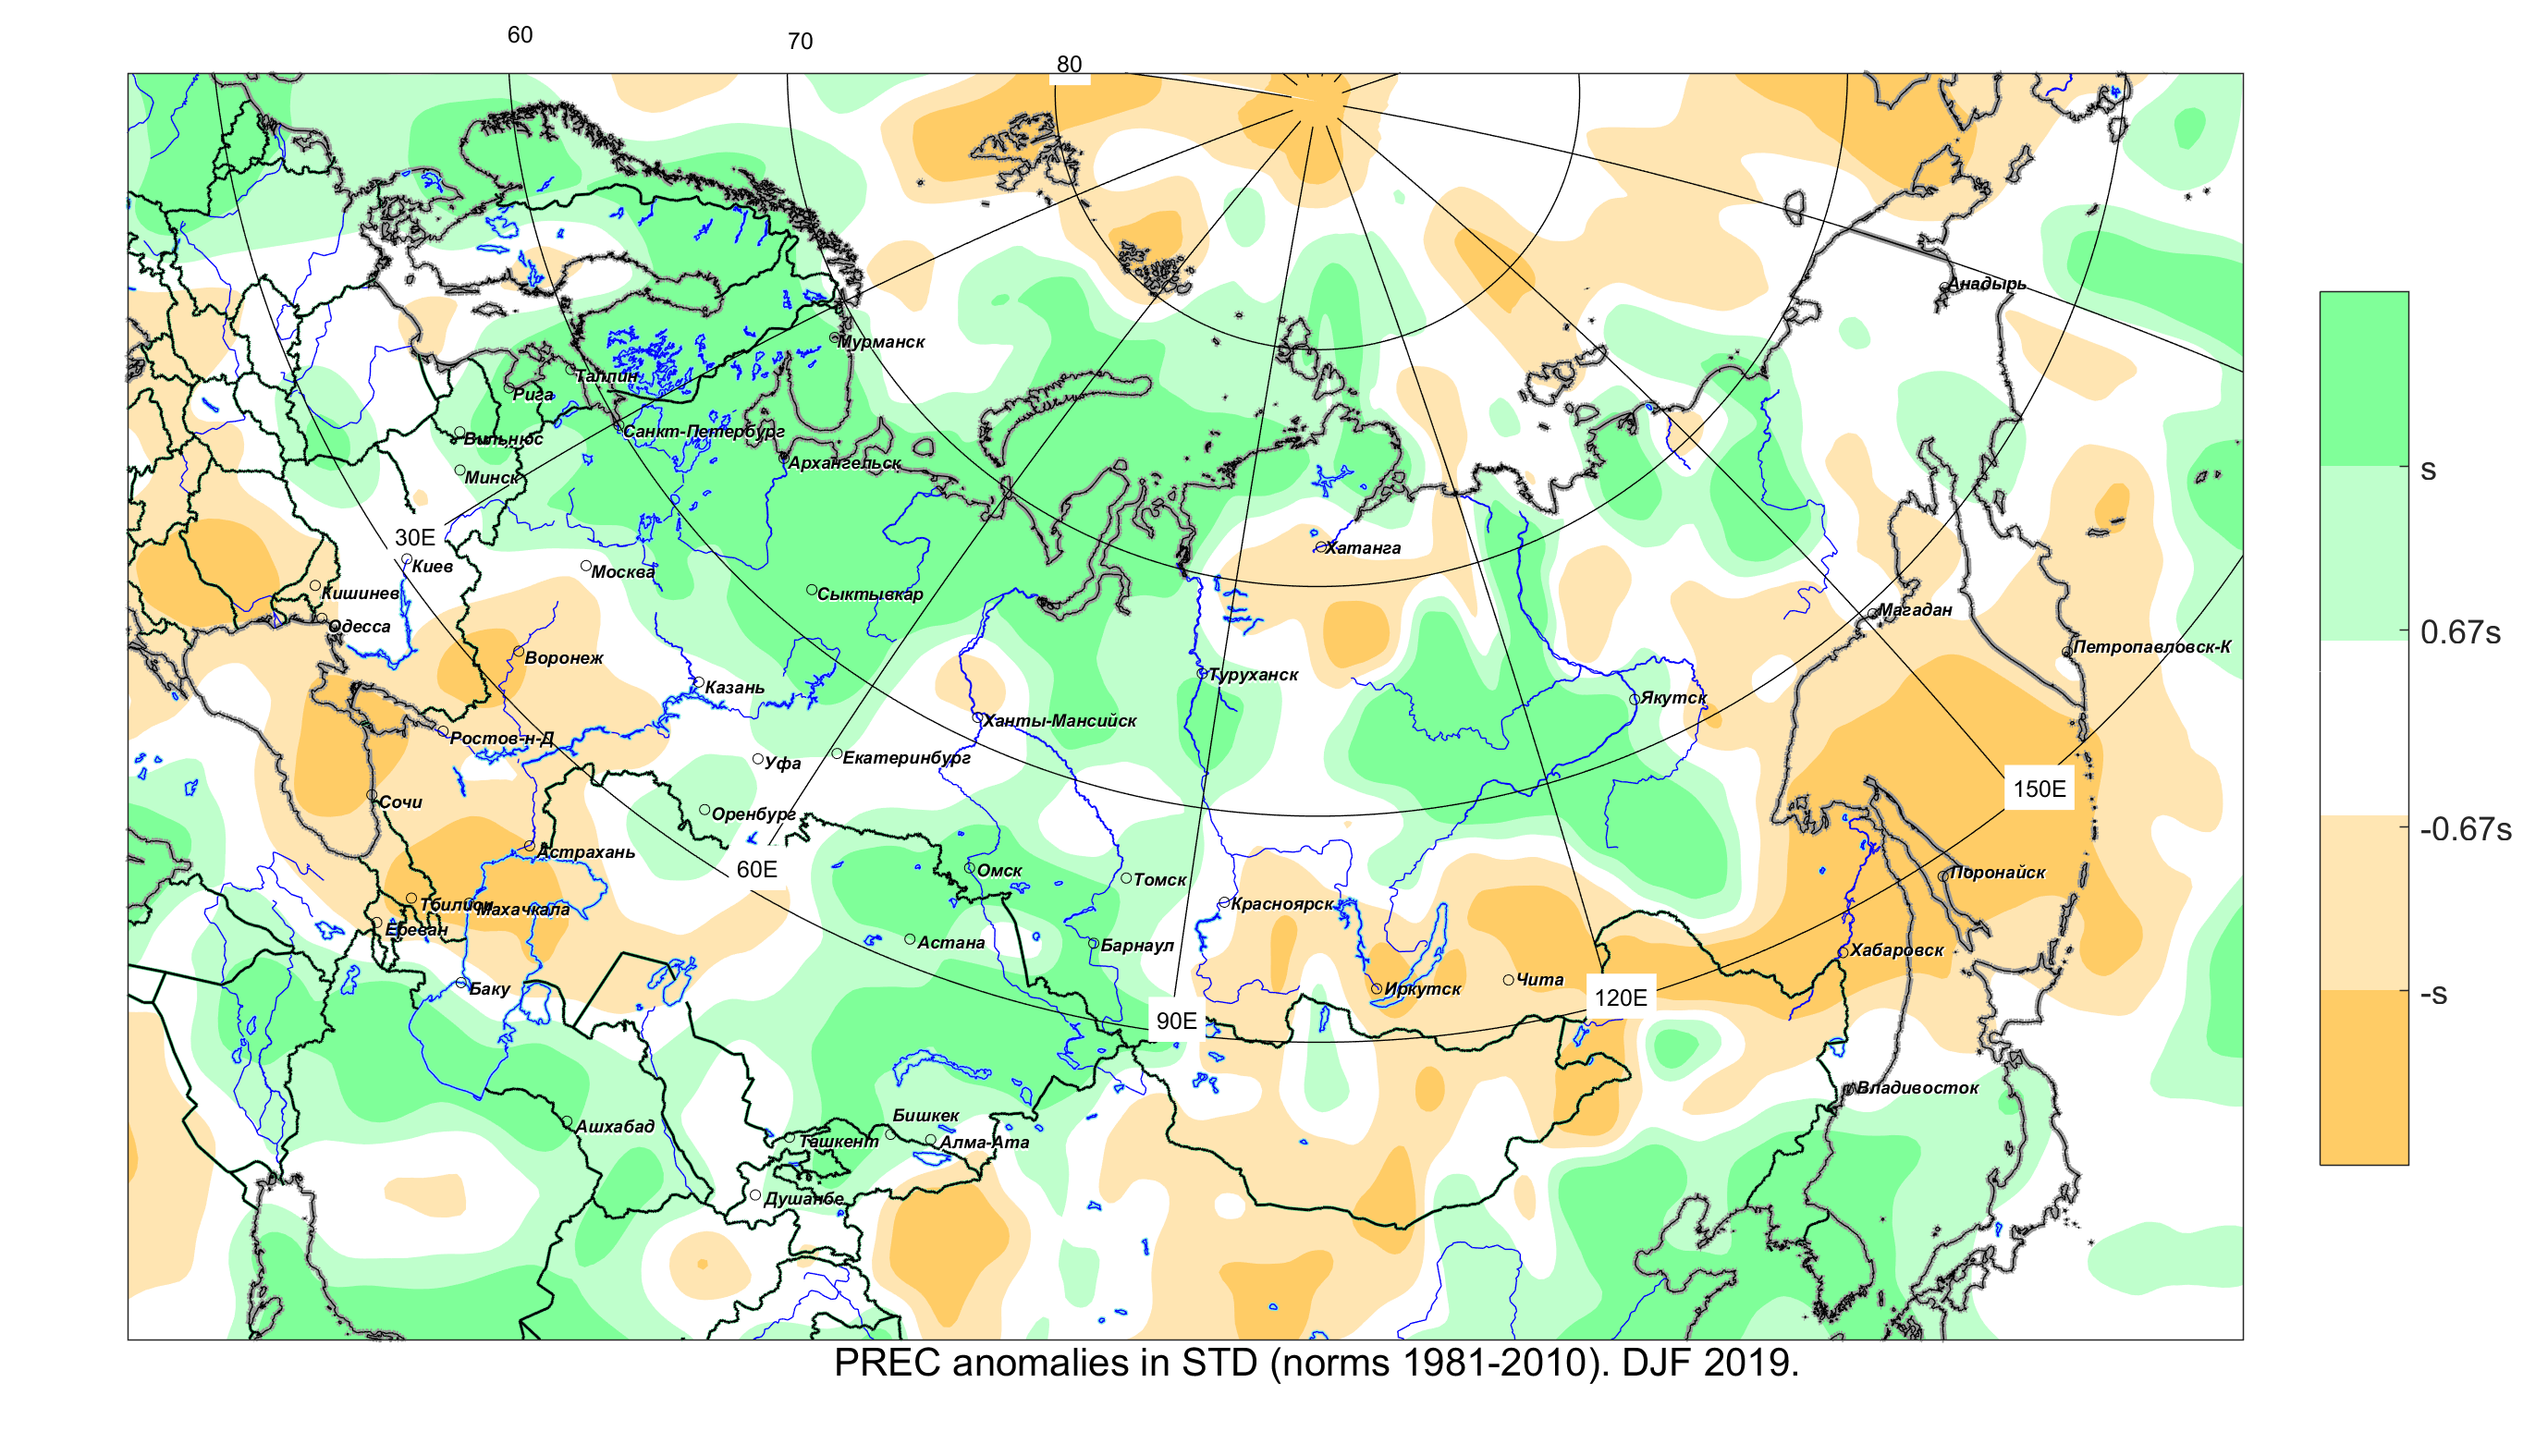 60
70
80
Анадырь
Мурманск
Таллин
Рига
Санкт-Петербург
Вильнюс
Архангельск
Минск
s
30E
Хатанга
Киев
Москва
Кишинев
Сыктывкар
Магадан
Одесса
0.67s
Петропавловск-К
Воронеж
Туруханск
Казань
Якутск
Ханты-Мансийск
Ростов-н-Д
Екатеринбург
Уфа
150E
Сочи
Оренбург
-0.67s
Астрахань
60E
Омск
Поронайск
Томск
Тбилиси
Махачкала
Красноярск
Ереван
Астана
Барнаул
Хабаровск
Чита
Баку
Иркутск
-s
120E
90E
Владивосток
Бишкек
Ашхабад
Ташкент
Алма-Ата
Душанбе
PREC anomalies in STD (norms 1981-2010). DJF 2019.